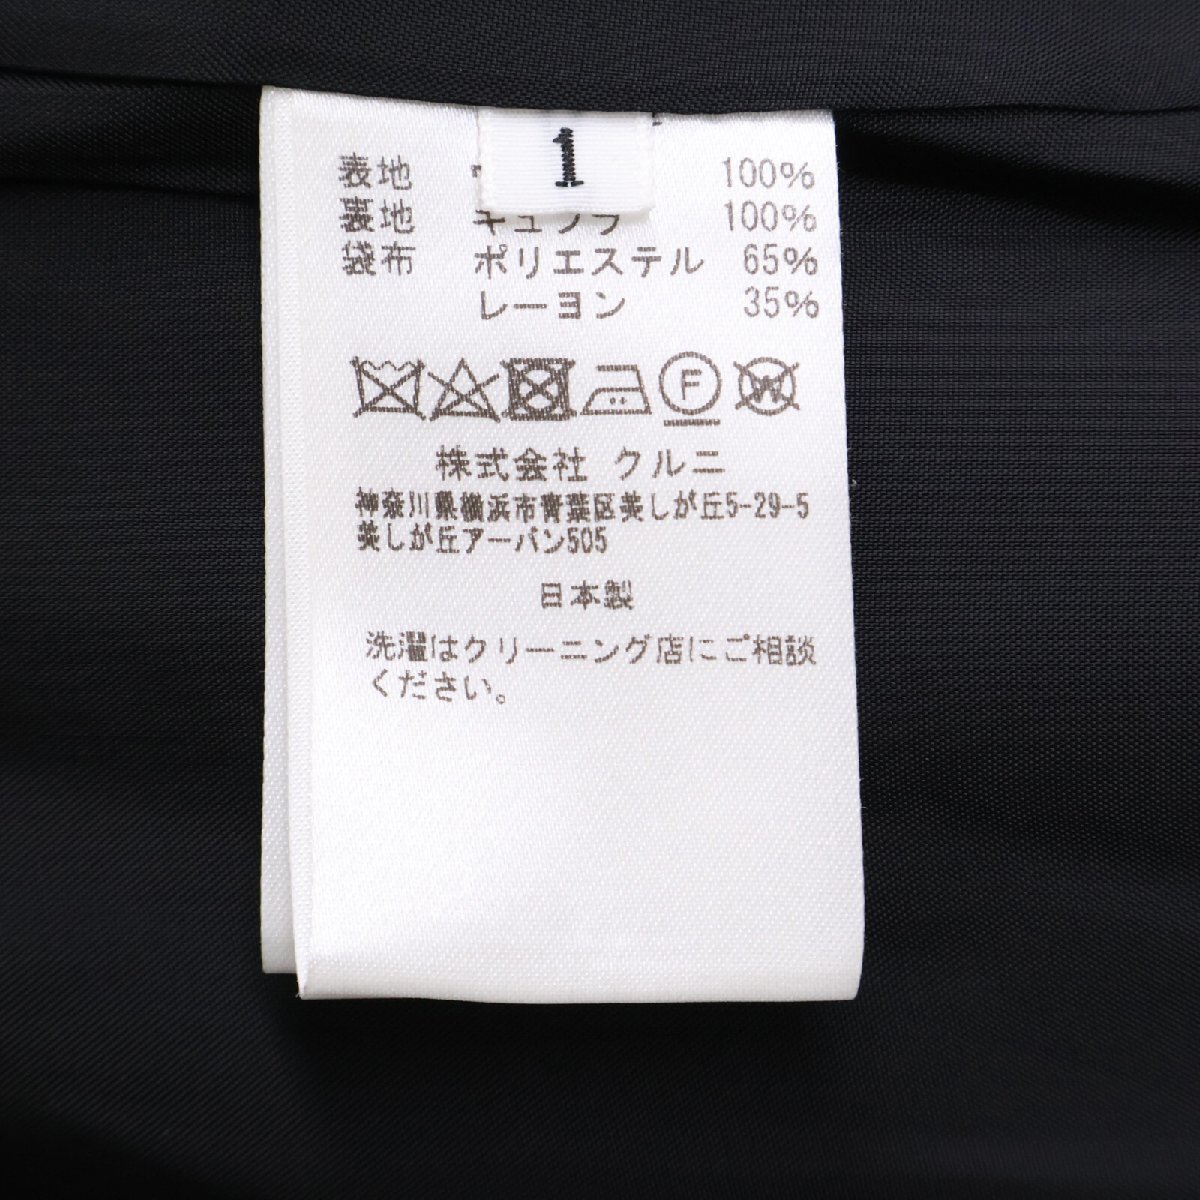 1
表地 100%
裏地 キュプラ 100%
袋布 ポリエステル 65%
レーヨン 35%
F W
株式会社 クルニ
神奈川県横浜市青葉区美しが丘5-29-5
美しが丘アーバン505
日本製
洗濯はクリーニング店にご相談
ください。